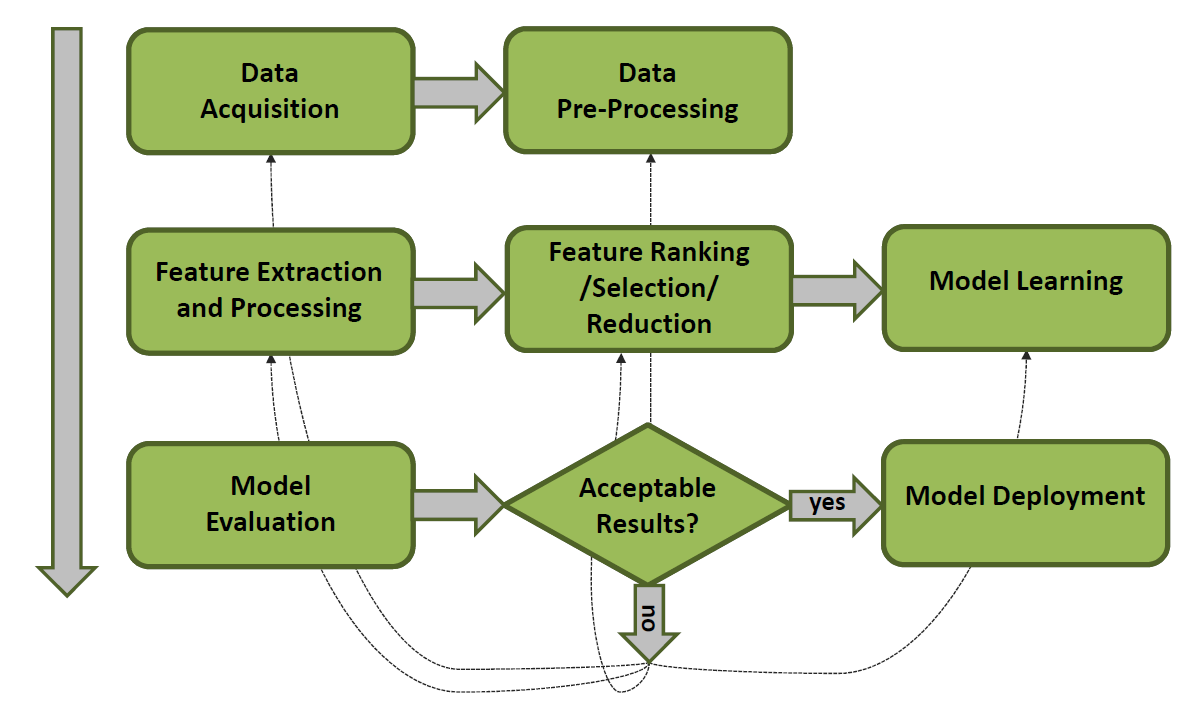 Data
Acquisition
Data
Pre-Processing
Feature Extraction
and Processing
Feature Ranking
/Selection/
Reduction
Model Learning
Model
Evaluation
Acceptable
Results?
yes
Model Deployment
no